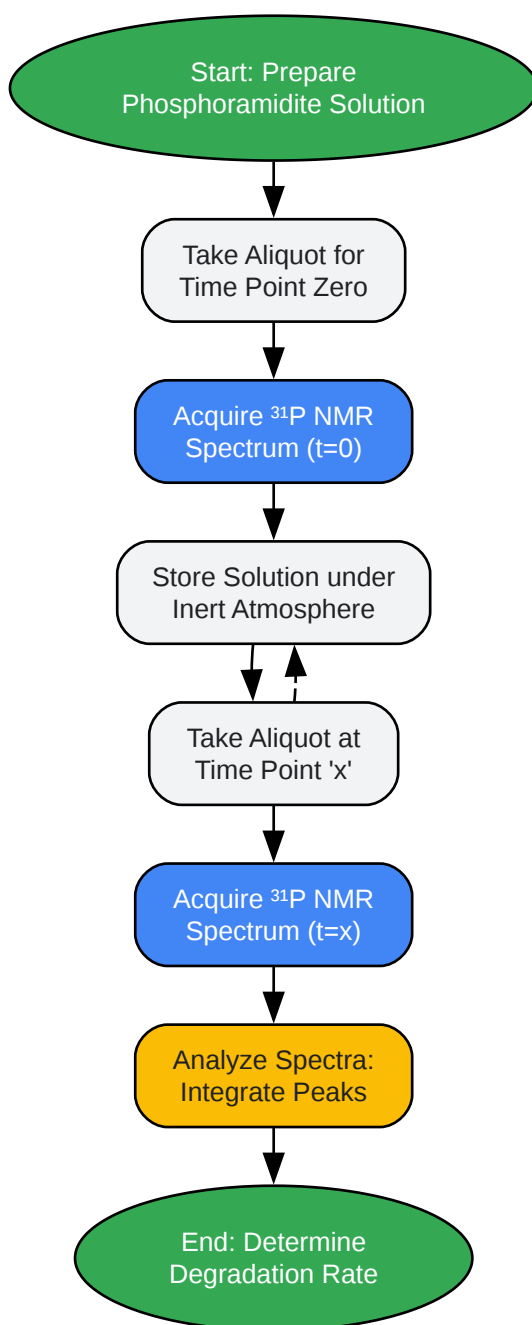 Start: Prepare
Phosphoramidite Solution
Take Aliquot for
Time Point Zero
Acquire ³¹P NMR
Spectrum (t=0)
Store Solution under
Inert Atmosphere
Take Aliquot at
Time Point 'x'
Acquire ³¹P NMR
Spectrum (t=x)
Analyze Spectra:
Integrate Peaks
End: Determine
Degradation Rate